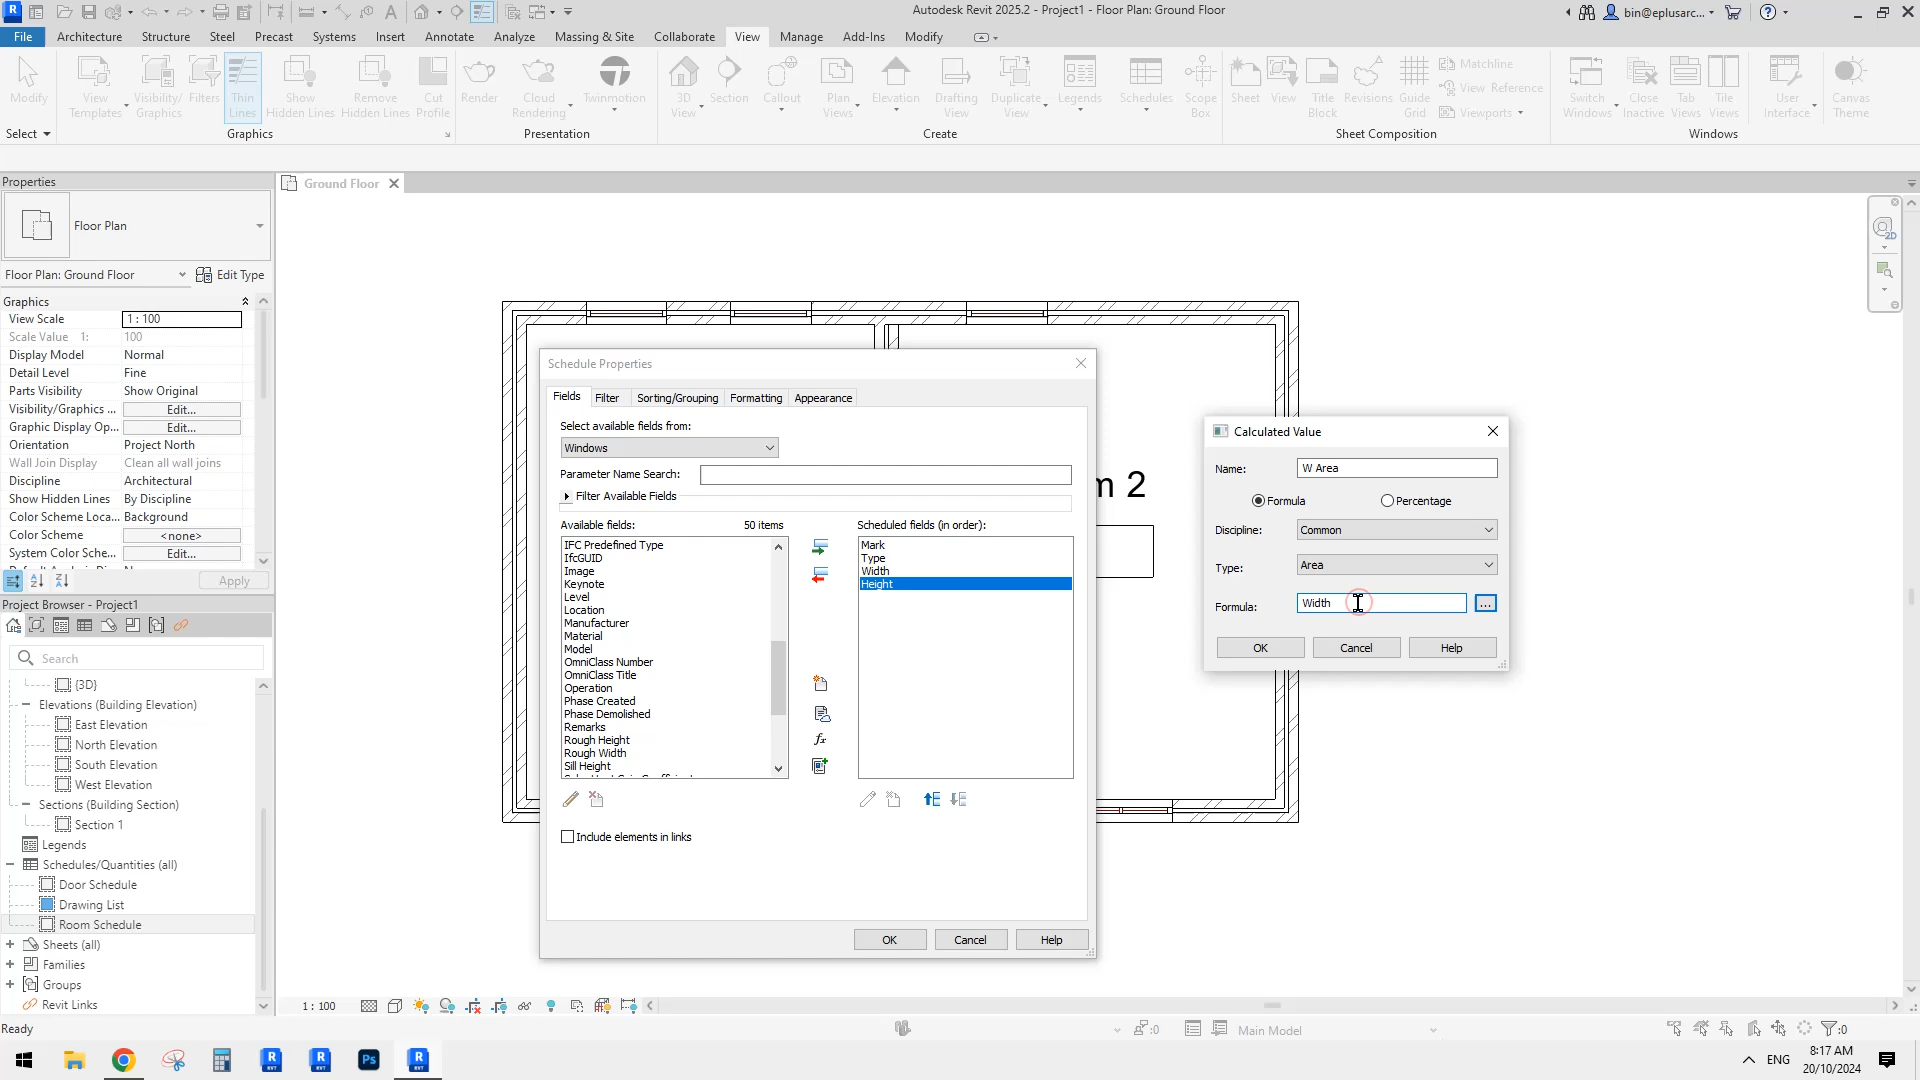 Autodesk Revit 2025.2 - Project1 - Floor Plan: Ground Floor
bin@eplusarc...
File Architecture Structure Steel Precast Systems Insert Annotate Analyze Massing & Site Collaborate View Manage Add-Ins Modify
Modify
View Templates
Visibility/ Graphics
Filters
Thin Lines
Show Hidden Lines
Remove Hidden Lines
Cut Profile
Render
Cloud Rendering
Twinmotion
3D View
Section
Callout
Plan Views
Elevation
Drafting View
Duplicate View
Legends
Schedules
Scope Box
Sheet
View
Title Block
Revisions
Guide Grid
Matchline
View Reference
Viewports
Switch Windows
Close Inactive
Tab Views
Tile Views
User Interface
Canvas Theme
Select Graphics Presentation Create Sheet Composition Windows
Properties
Floor Plan
Floor Plan: Ground Floor Edit Type
Graphics
View Scale 1 : 100
Scale Value 1: 100
Display Model Normal
Detail Level Fine
Parts Visibility Show Original
Visibility/Graphics ... Edit...
Graphic Display Op... Edit...
Orientation Project North
Wall Join Display Clean all wall joins
Discipline Architectural
Show Hidden Lines By Discipline
Color Scheme Loca... Background
Color Scheme <none>
System Color Sche... Edit...
Apply
Project Browser - Project1
Search
{3D}
Elevations (Building Elevation)
East Elevation
North Elevation
South Elevation
West Elevation
Sections (Building Section)
Section 1
Legends
Schedules/Quantities (all)
Door Schedule
Drawing List
Room Schedule
Sheets (all)
Families
Groups
Revit Links
Ground Floor
m 2
Schedule Properties
Fields Filter Sorting/Grouping Formatting Appearance
Select available fields from:
Windows
Parameter Name Search:
Filter Available Fields
Available fields: 50 items
IFC Predefined Type
IfcGUID
Image
Keynote
Level
Location
Manufacturer
Material
Model
OmniClass Number
OmniClass Title
Operation
Phase Created
Phase Demolished
Remarks
Rough Height
Rough Width
Sill Height
Scheduled fields (in order):
Mark
Type
Width
Height
fx
Include elements in links
OK Cancel Help
Calculated Value
Name: W Area
Formula Percentage
Discipline: Common
Type: Area
Formula: Width ...
OK Cancel Help
1 : 100
Ready
:0
Main Model
:0
Ps
ENG
8:17 AM
20/10/2024